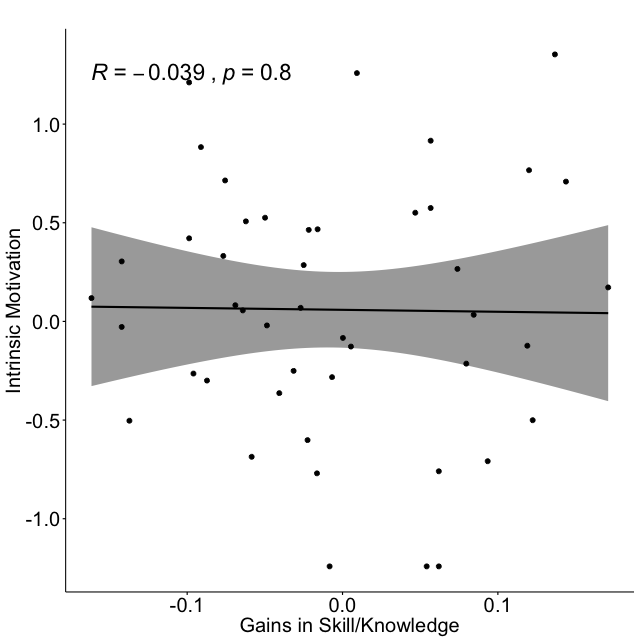 R = −0.039 , p = 0.8
1.0
0.5
0.0
-0.5
-1.0
Intrinsic Motivation
-0.1 0.0 0.1
Gains in Skill/Knowledge